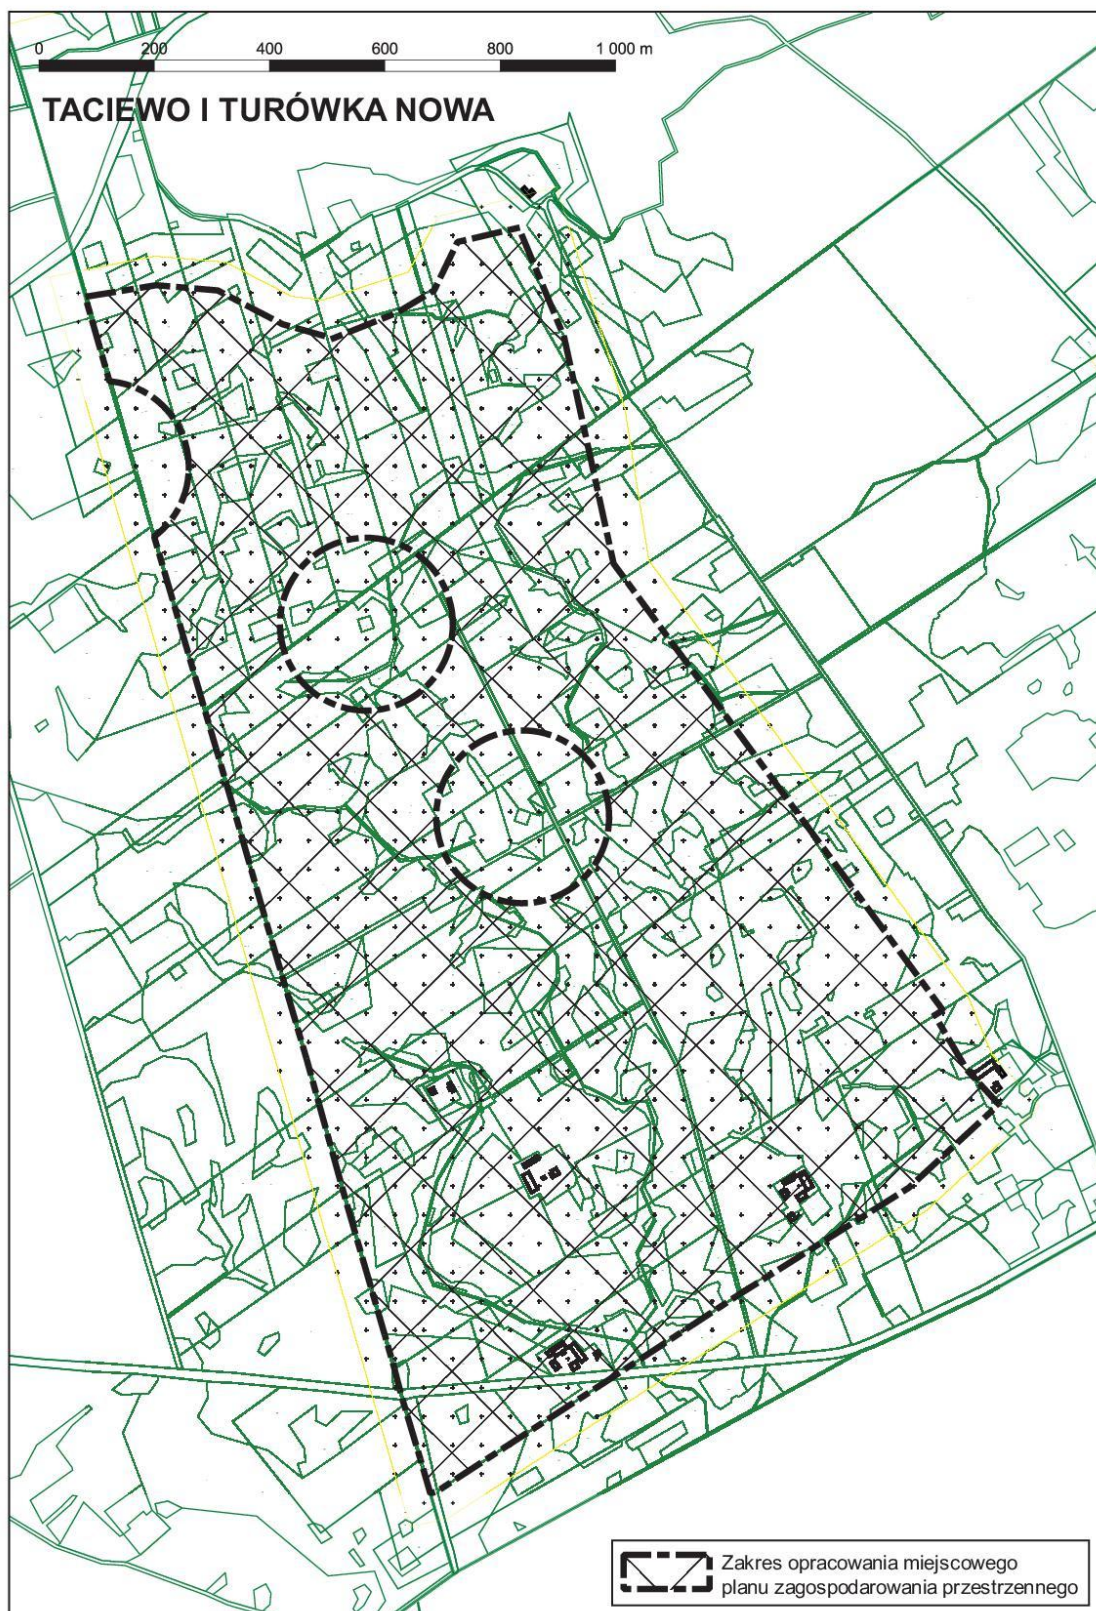 0 200 400 600 800 1 000 m
TACIEWO I TURÓWKA NOWA
Zakres opracowania miejscowego
planu zagospodarowania przestrzennego